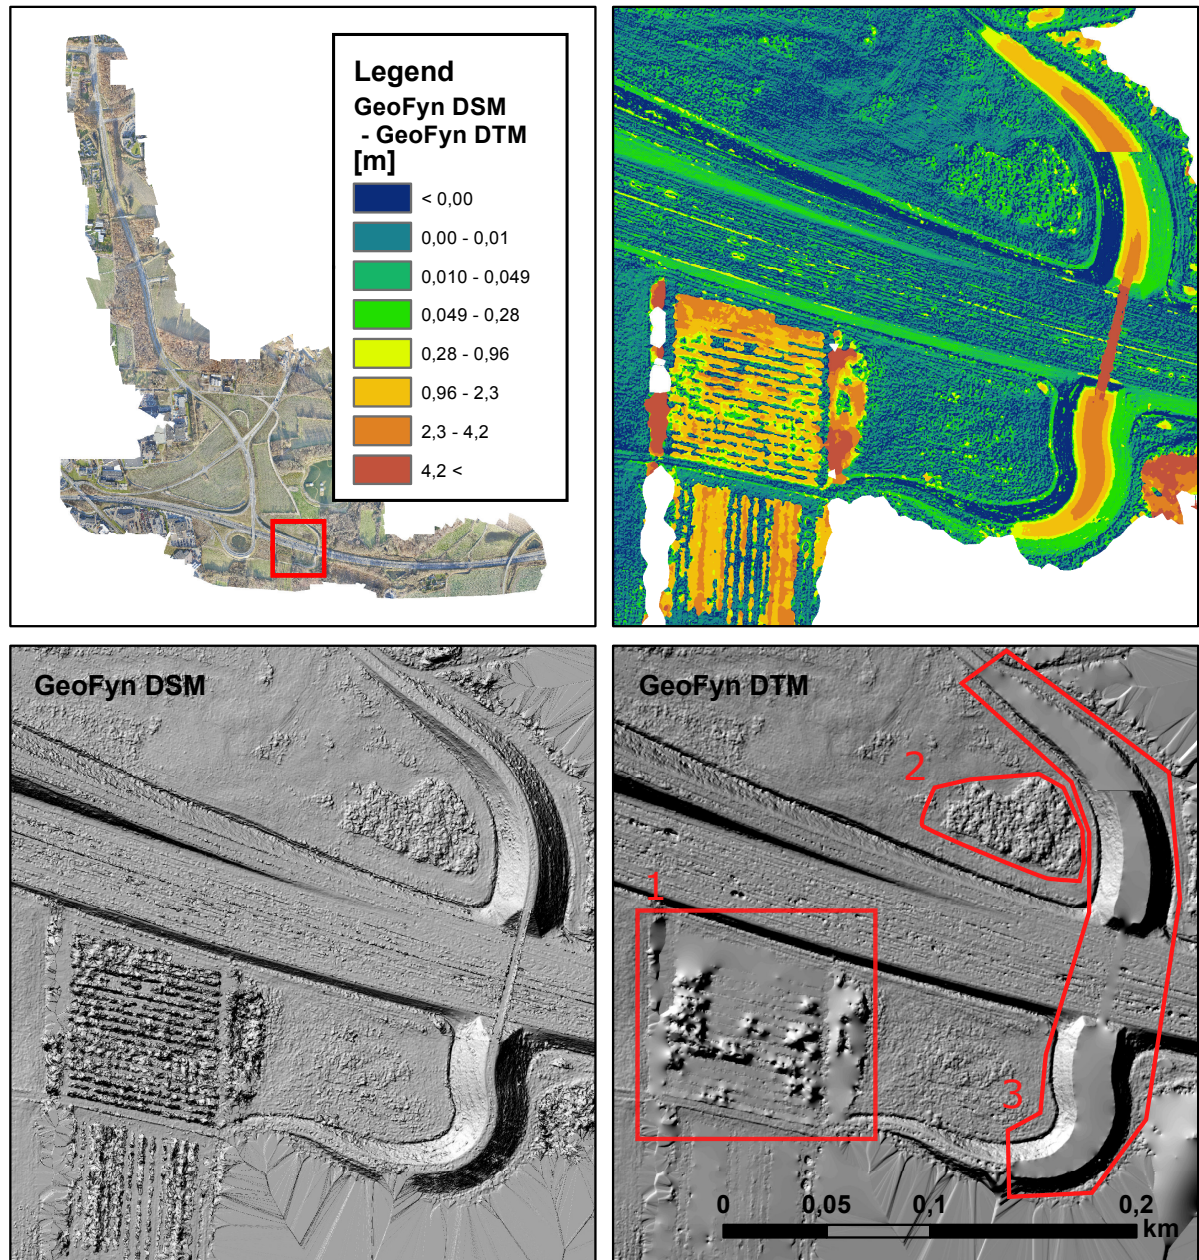 Legend
GeoFyn DSM
- GeoFyn DTM
[m]
< 0,00
0,00 - 0,01
0,010 - 0,049
0,049 - 0,28
0,28 - 0,96
0,96 - 2,3
2,3 - 4,2
4,2 <
GeoFyn DSM
GeoFyn DTM
2
1
3
0 0,05 0,1 0,2
km